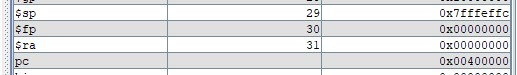 $sp 29 0x7fffeffc
$fp 30 0x00000000
$ra 31 0x00000000
pc 0x00400000